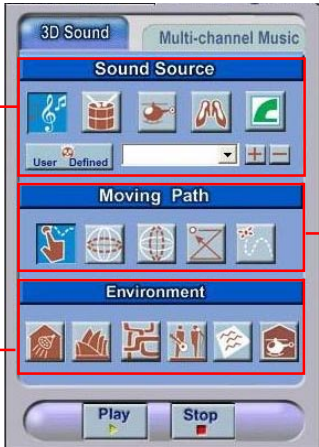 3D Sound
Multi-channel Music
Sound Source
User Defined
Moving Path
Environment
Play
Stop